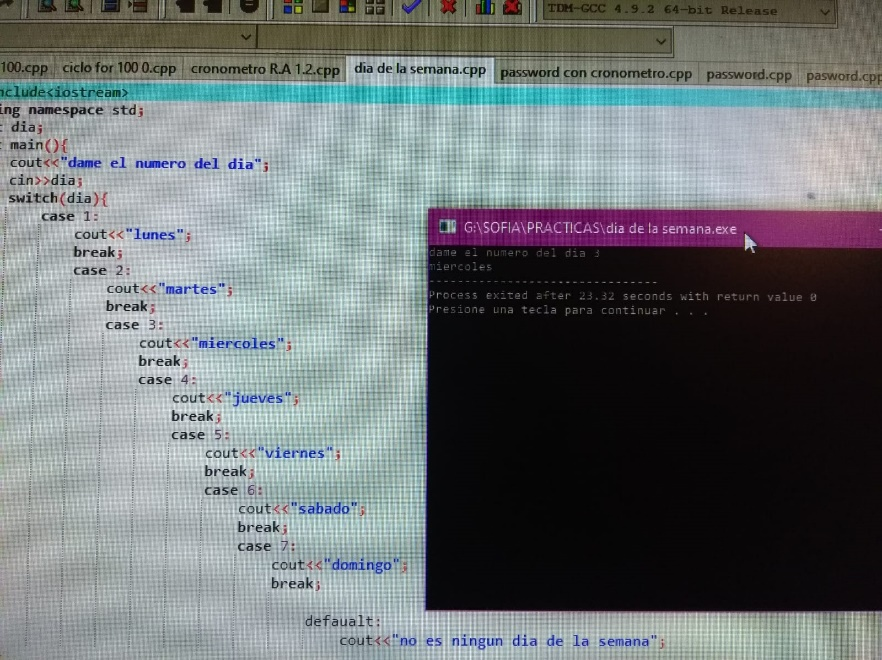 TDM-GCC 4.9.2 64-bit Release
100.cpp ciclo for 100 0.cpp cronometro R.A 1.2.cpp dia de la semana.cpp password con cronometro.cpp password.cpp pasword.cpp
nclude<iostream>
ing namespace std;
t dia;
t main(){
cout<<"dame el numero del dia";
cin>>dia;
switch(dia){
case 1:
cout<<"lunes";
break;
case 2:
cout<<"martes";
break;
case 3:
cout<<"miercoles";
break;
case 4:
cout<<"jueves";
break;
case 5:
cout<<"viernes";
break;
case 6:
cout<<"sabado";
break;
case 7:
cout<<"domingo";
break;
defaualt:
cout<<"no es ningun dia de la semana";
G:\SOFIA\PRACTICAS\dia de la semana.exe
dame el numero del dia 3
miercoles
--------------------------------
Process exited after 23.32 seconds with return value 0
Presione una tecla para continuar . . .